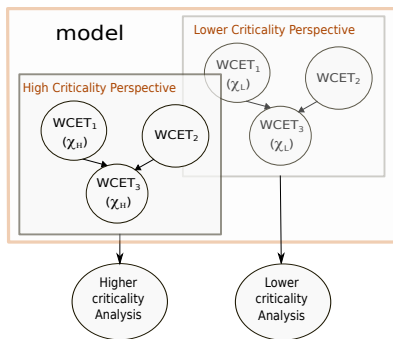 model
Lower Criticality Perspective
WCET1
(χL)
WCET2
WCET3
(χL)
High Criticality Perspective
WCET1
(χH)
WCET2
WCET3
(χH)
Higher
criticality
Analysis
Lower
criticality
Analysis